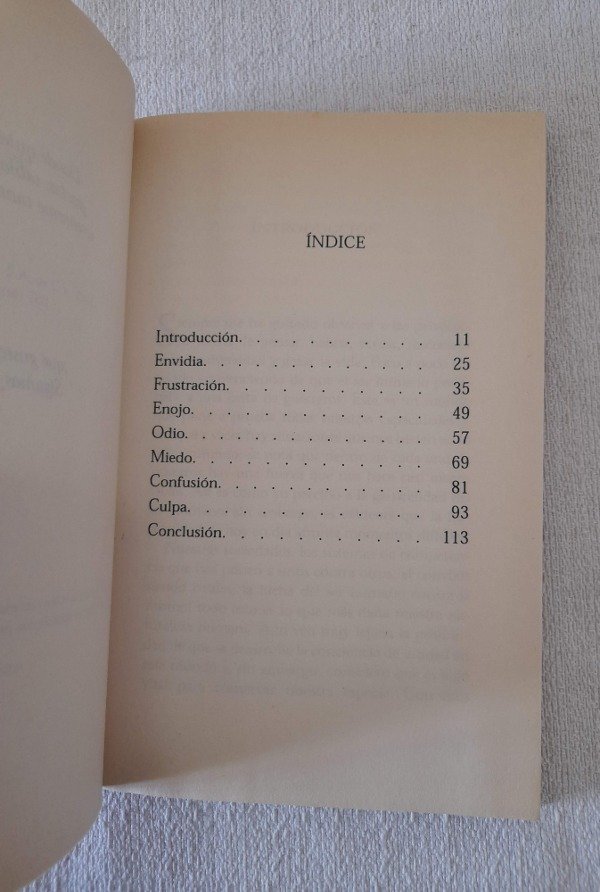 ÍNDICE
Introducción. . . . . . . . . . . 11
Envidia. . . . . . . . . . . . . 25
Frustración. . . . . . . . . . . 35
Enojo. . . . . . . . . . . . . 49
Odio. . . . . . . . . . . . . 57
Miedo. . . . . . . . . . . . . 69
Confusión. . . . . . . . . . . 81
Culpa. . . . . . . . . . . . . 93
Conclusión. . . . . . . . . . . 113